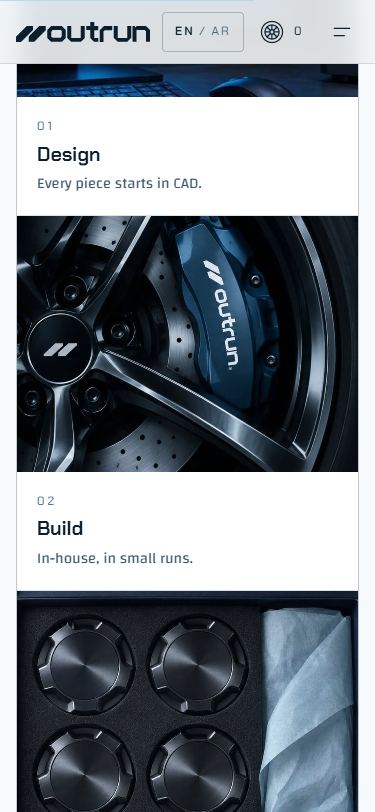 outrun
EN / AR
0
01
Design
Every piece starts in CAD.
outrun
02
Build
In-house, in small runs.